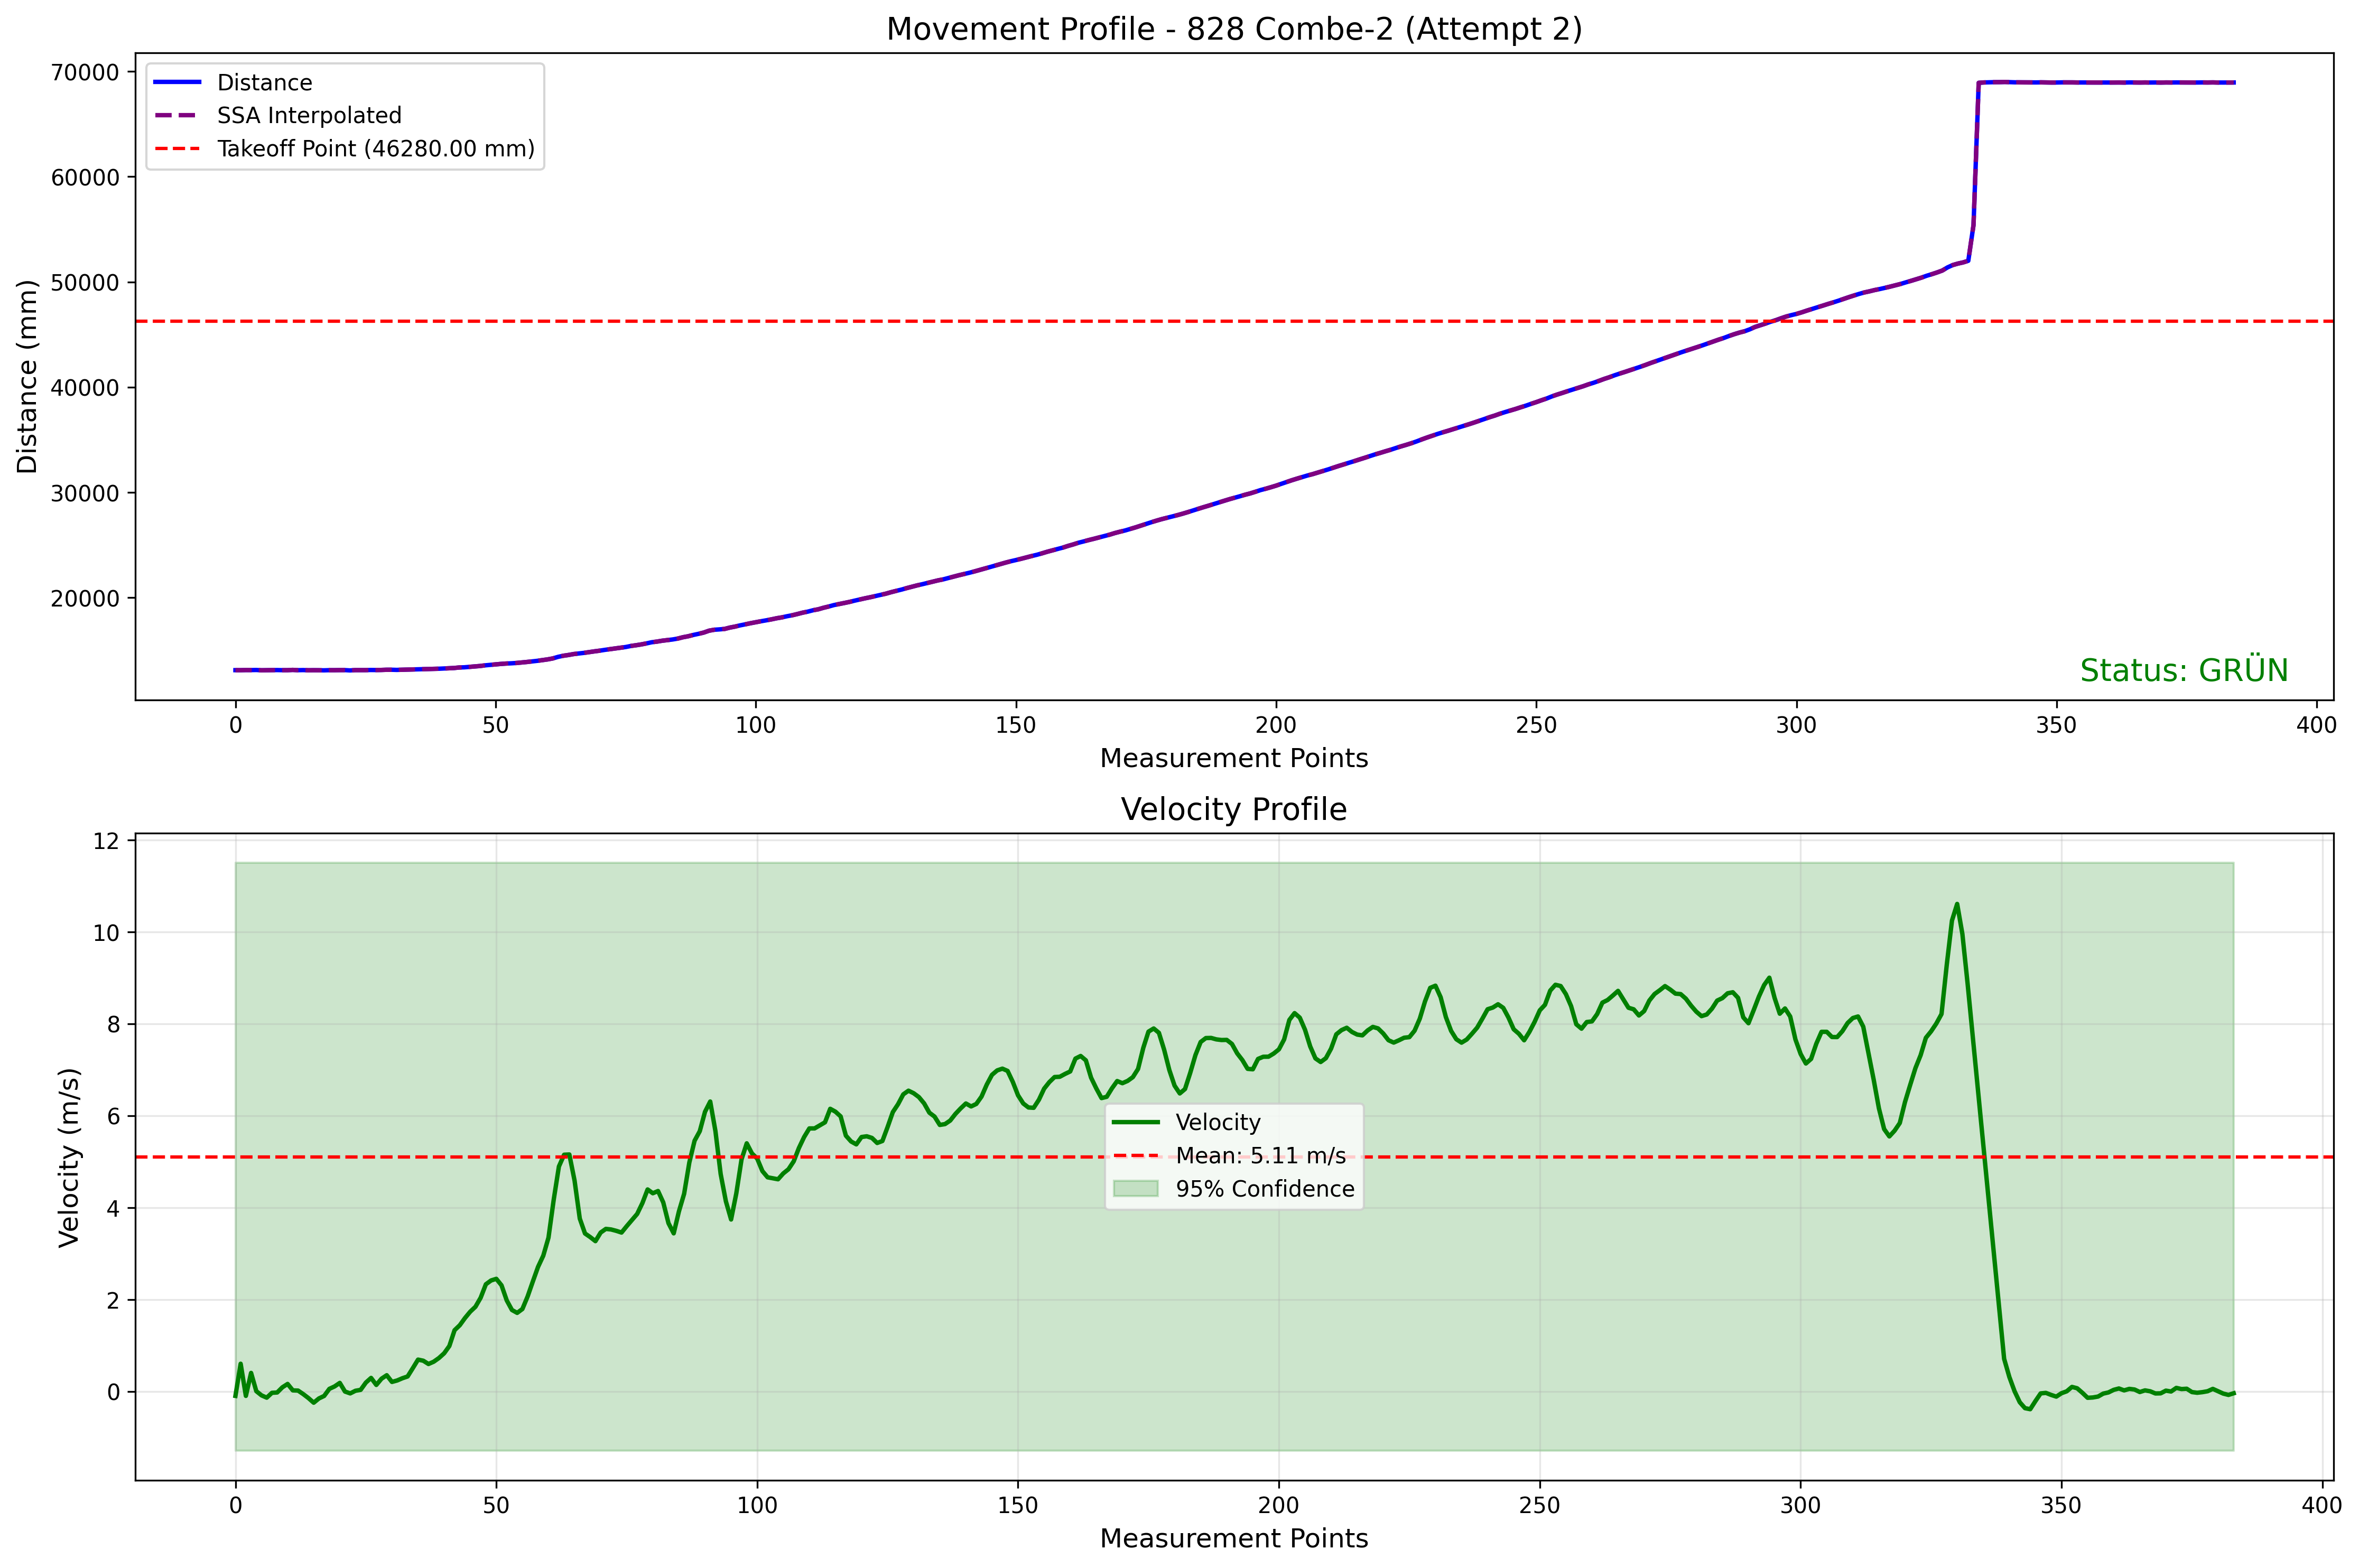 Movement Profile - 828 Combe-2 (Attempt 2)
Distance
SSA Interpolated
Takeoff Point (46280.00 mm)
Distance (mm)
70000
60000
50000
40000
30000
20000
Status: GRÜN
0 50 100 150 200 250 300 350 400
Measurement Points
Velocity Profile
Velocity (m/s)
12
10
8
6
4
2
0
Velocity
Mean: 5.11 m/s
95% Confidence
0 50 100 150 200 250 300 350 400
Measurement Points